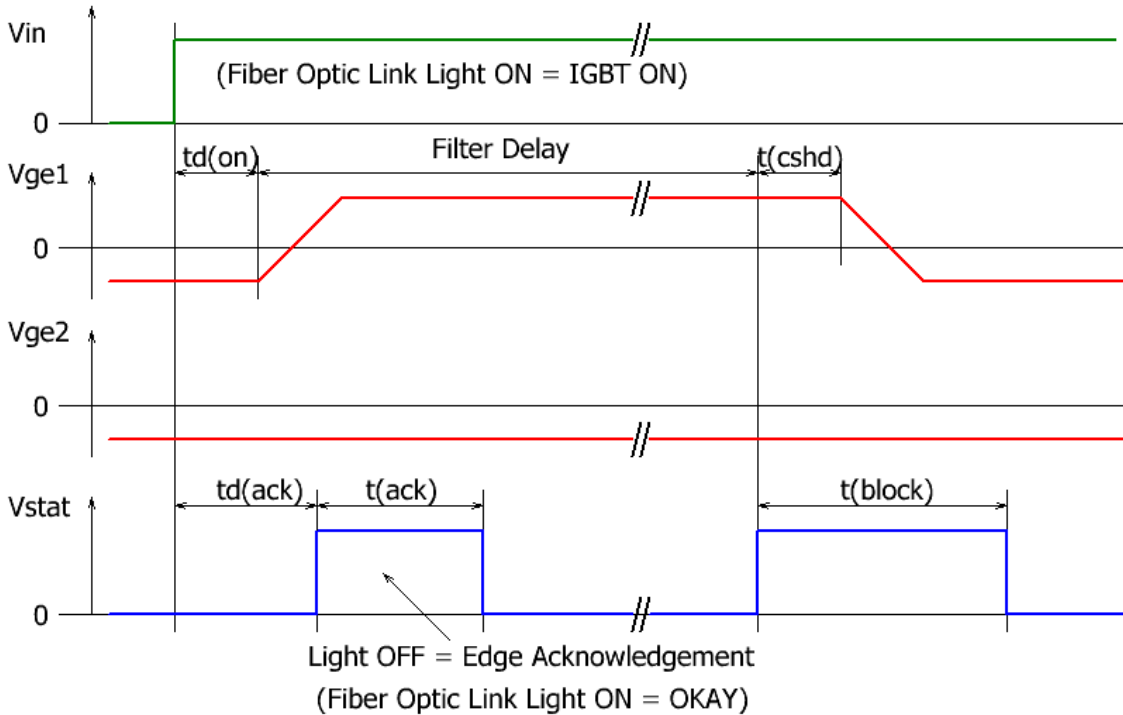 Vin
(Fiber Optic Link Light ON = IGBT ON)
0
td(on)
Filter Delay
t(cshd)
Vge1
0
Vge2
0
td(ack)
t(ack)
t(block)
Vstat
0
Light OFF = Edge Acknowledgement
(Fiber Optic Link Light ON = OKAY)